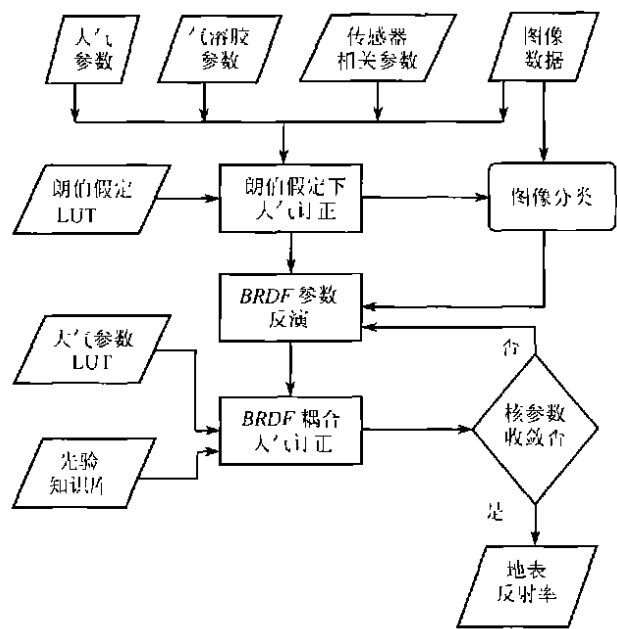 大气
参数
气溶胶
参数
传感器
相关参数
图像
数据
朗伯假定
LUT
朗伯假定下
大气订正
图像分类
BRDF 参数
反演
大气参数
LUT
否
BRDF 耦合
大气订正
核参数
收敛否
先验
知识库
是
地表
反射率